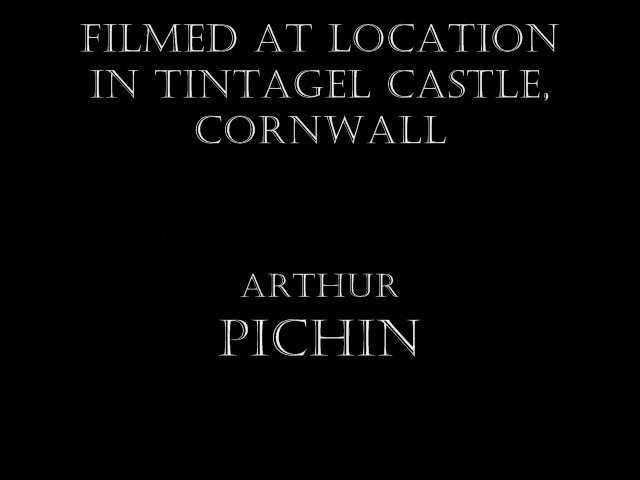 FILMED AT LOCATION
IN TINTAGEL CASTLE,
CORNWALL
ARTHUR
PICHIN